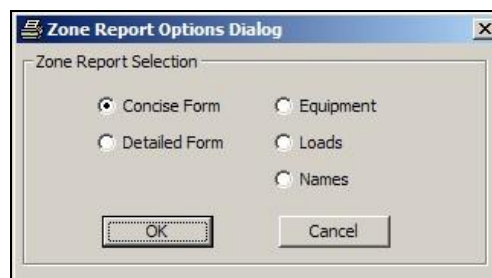 Zone Report Options Dialog
Zone Report Selection
Concise Form
Equipment
Detailed Form
Loads
Names
OK
Cancel